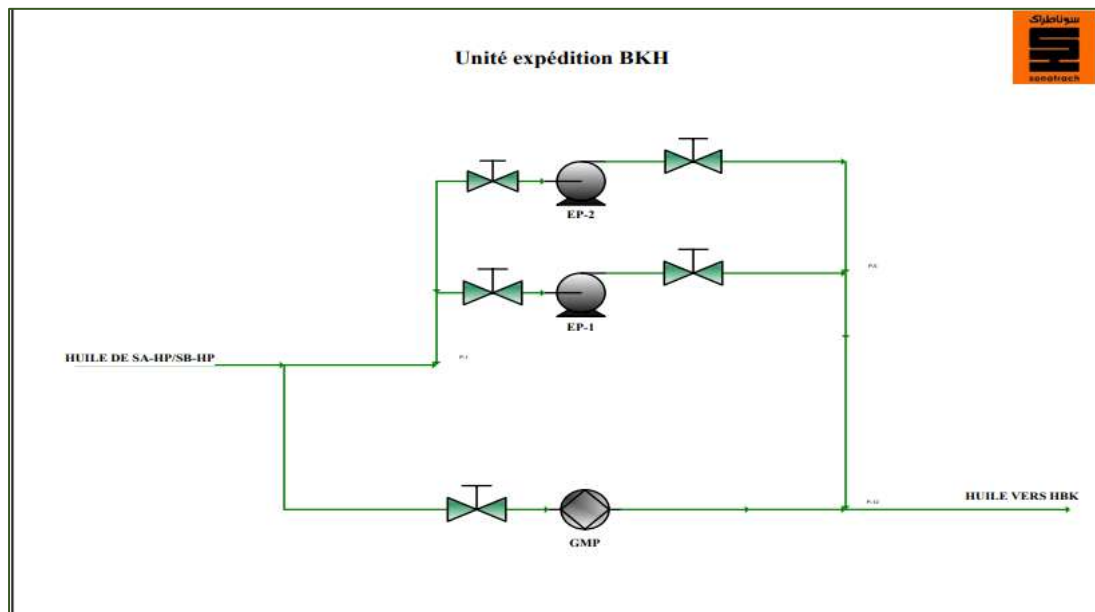 سوناطراك
sonatrach
Unité expédition BKH
EP-2
EP-1
HUILE DE SA-HP/SB-HP
P-1
HUILE VERS HBK
GMP